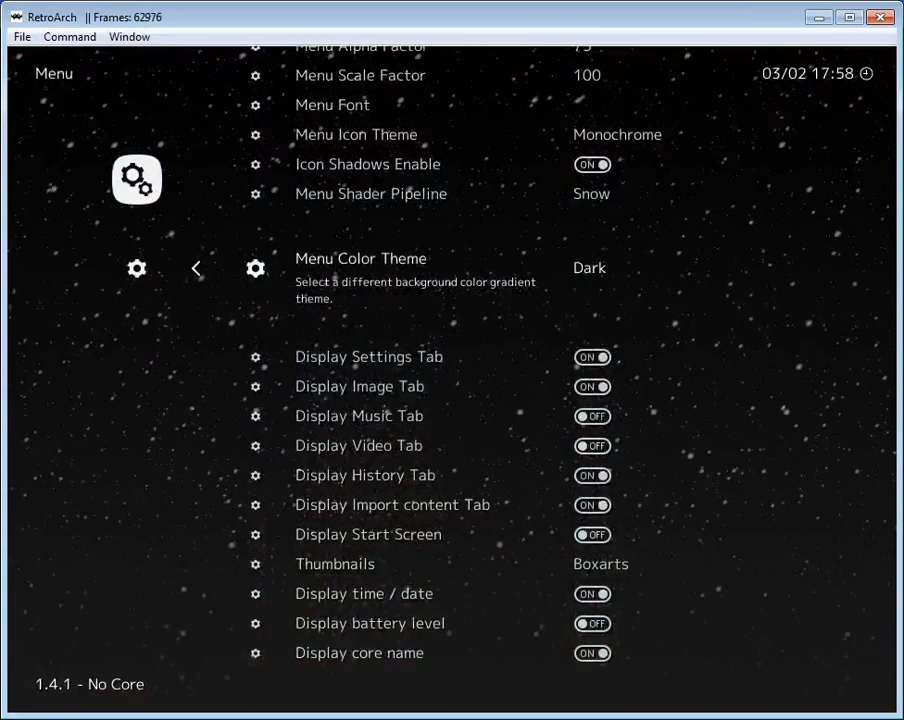 RetroArch || Frames: 62976
File Command Window
Menu Alpha Factor 75
Menu 03/02 17:58
Menu Scale Factor 100
Menu Font
Menu Icon Theme Monochrome
Icon Shadows Enable ON
Menu Shader Pipeline Snow
Menu Color Theme Dark
Select a different background color gradient
theme.
Display Settings Tab ON
Display Image Tab ON
Display Music Tab OFF
Display Video Tab OFF
Display History Tab ON
Display Import content Tab ON
Display Start Screen OFF
Thumbnails Boxarts
Display time / date ON
Display battery level OFF
Display core name ON
1.4.1 - No Core